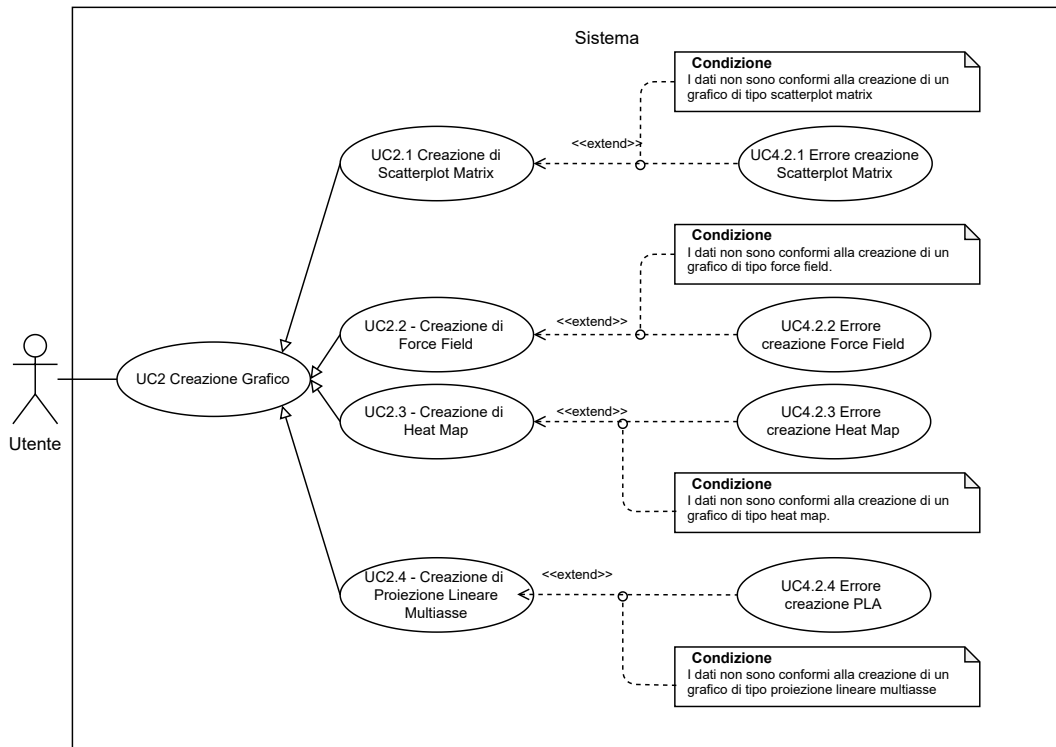 Sistema
Condizione
I dati non sono conformi alla creazione di un
grafico di tipo scatterplot matrix
<<extend>>
UC2.1 Creazione di
Scatterplot Matrix
UC4.2.1 Errore creazione
Scatterplot Matrix
Condizione
I dati non sono conformi alla creazione di un
grafico di tipo force field.
<<extend>>
UC2.2 - Creazione di
Force Field
UC4.2.2 Errore
creazione Force Field
UC2 Creazione Grafico
Utente
<<extend>>
UC2.3 - Creazione di
Heat Map
UC4.2.3 Errore
creazione Heat Map
Condizione
I dati non sono conformi alla creazione di un
grafico di tipo heat map.
<<extend>>
UC2.4 - Creazione di
Proiezione Lineare
Multiasse
UC4.2.4 Errore
creazione PLA
Condizione
I dati non sono conformi alla creazione di un
grafico di tipo proiezione lineare multiasse